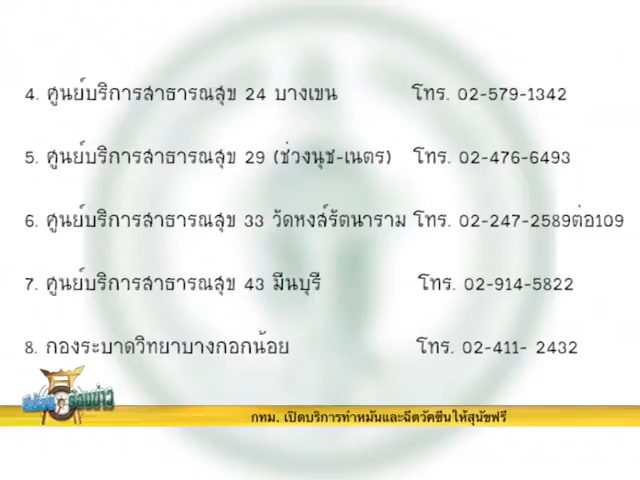 4. ศูนย์บริการสาธารณสุข 24 บางเขน โทร. 02-579-1342
5. ศูนย์บริการสาธารณสุข 29 (ช่วงนุช-เนตร) โทร. 02-476-6493
6. ศูนย์บริการสาธารณสุข 33 วัดหงส์รัตนาราม โทร. 02-247-2589ต่อ109
7. ศูนย์บริการสาธารณสุข 43 มีนบุรี โทร. 02-914-5822
8. กองระบาดวิทยาบางกอกน้อย โทร. 02-411- 2432
กทม. เปิดบริการทำหมันและฉีดวัคซีนให้สุนัขฟรี